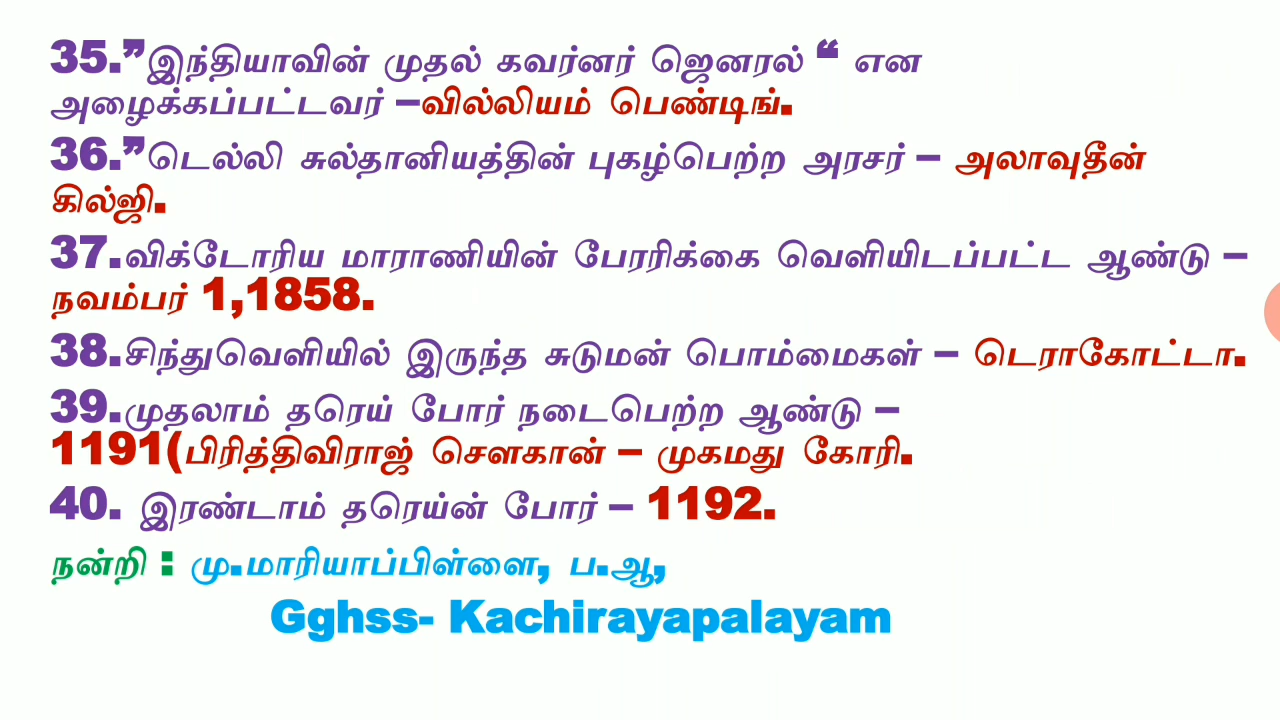 35.”இந்தியாவின் முதல் கவர்னர் ஜெனரல் “ என
அழைக்கப்பட்டவர் –வில்லியம் பெண்டிங்.
36.”டெல்லி சுல்தானியத்தின் புகழ்பெற்ற அரசர் – அலாவுதீன்
கில்ஜி.
37.விக்டோரிய மாராணியின் பேரரிக்கை வெளியிடப்பட்ட ஆண்டு –
நவம்பர் 1,1858.
38.சிந்துவெளியில் இருந்த சுடுமன் பொம்மைகள் – டெராகோட்டா.
39.முதலாம் தரெய் போர் நடைபெற்ற ஆண்டு –
1191(பிரித்திவிராஜ் சௌகான் – முகமது கோரி.
40. இரண்டாம் தரெய்ன் போர் – 1192.
நன்றி : மு.மாரியாப்பிள்ளை, ப.ஆ,
Gghss- Kachirayapalayam